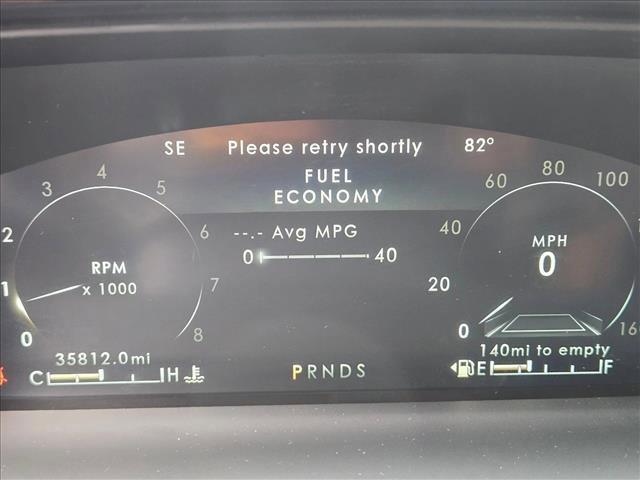 SE Please retry shortly 82°
FUEL
ECONOMY
--.- Avg MPG
0 40
0 1 2 3 4 5 6 7 8
RPM
x 1000
0 20 40 60 80 100
MPH
0
160
35812.0mi
C H
PRNDS
140mi to empty
E F